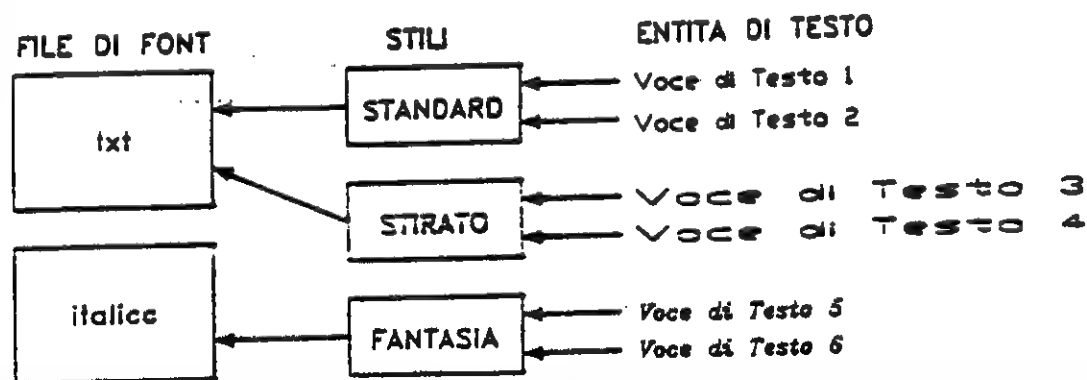 FILE DI FONT
STILI
ENTITA DI TESTO
txt
STANDARD
Voce di Testo 1
Voce di Testo 2
STIRATO
Voce di Testo 3
Voce di Testo 4
italicc
FANTASIA
Voce di Testo 5
Voce di Testo 6